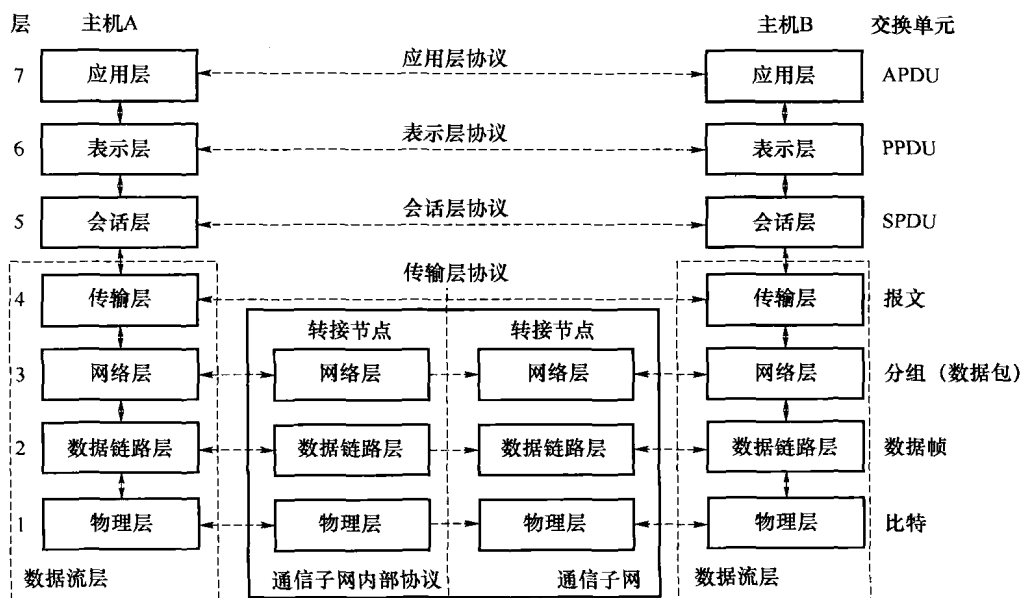 层 主机A 主机B 交换单元
7 应用层 应用层协议 应用层 APDU
6 表示层 表示层协议 表示层 PPDU
5 会话层 会话层协议 会话层 SPDU
传输层协议
4 传输层 传输层 报文
转接节点 转接节点
3 网络层 网络层 网络层 网络层 分组（数据包）
2 数据链路层 数据链路层 数据链路层 数据链路层 数据帧
1 物理层 物理层 物理层 物理层 比特
数据流层 通信子网内部协议 通信子网 数据流层